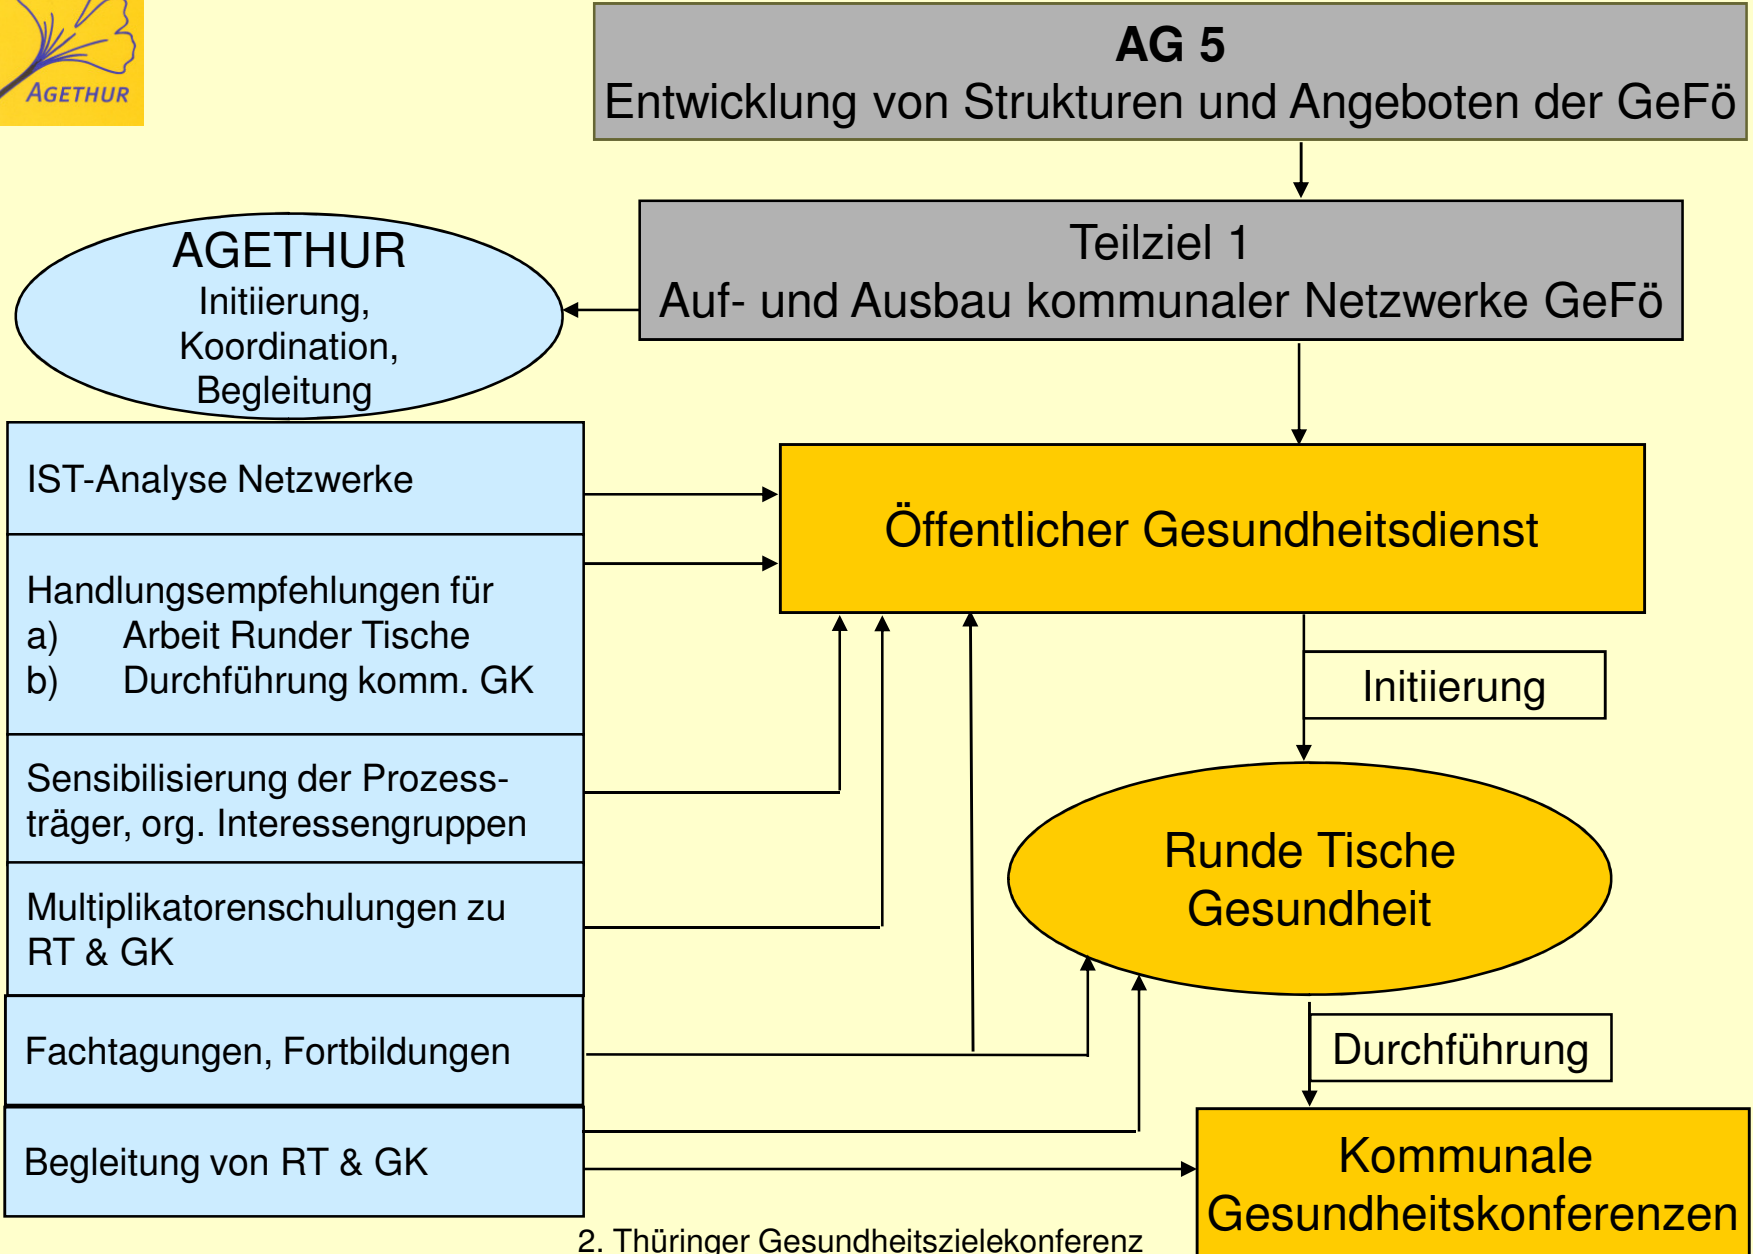 AGETHUR
AG 5
Entwicklung von Strukturen und Angeboten der GeFö
Teilziel 1
Auf- und Ausbau kommunaler Netzwerke GeFö
AGETHUR
Initiierung,
Koordination,
Begleitung
IST-Analyse Netzwerke
Handlungsempfehlungen für
a) Arbeit Runder Tische
b) Durchführung komm. GK
Sensibilisierung der Prozess-
träger, org. Interessengruppen
Multiplikatorenschulungen zu
RT & GK
Fachtagungen, Fortbildungen
Begleitung von RT & GK
Öffentlicher Gesundheitsdienst
Initiierung
Runde Tische
Gesundheit
Durchführung
Kommunale
Gesundheitskonferenzen
2. Thüringer Gesundheitszielekonferenz